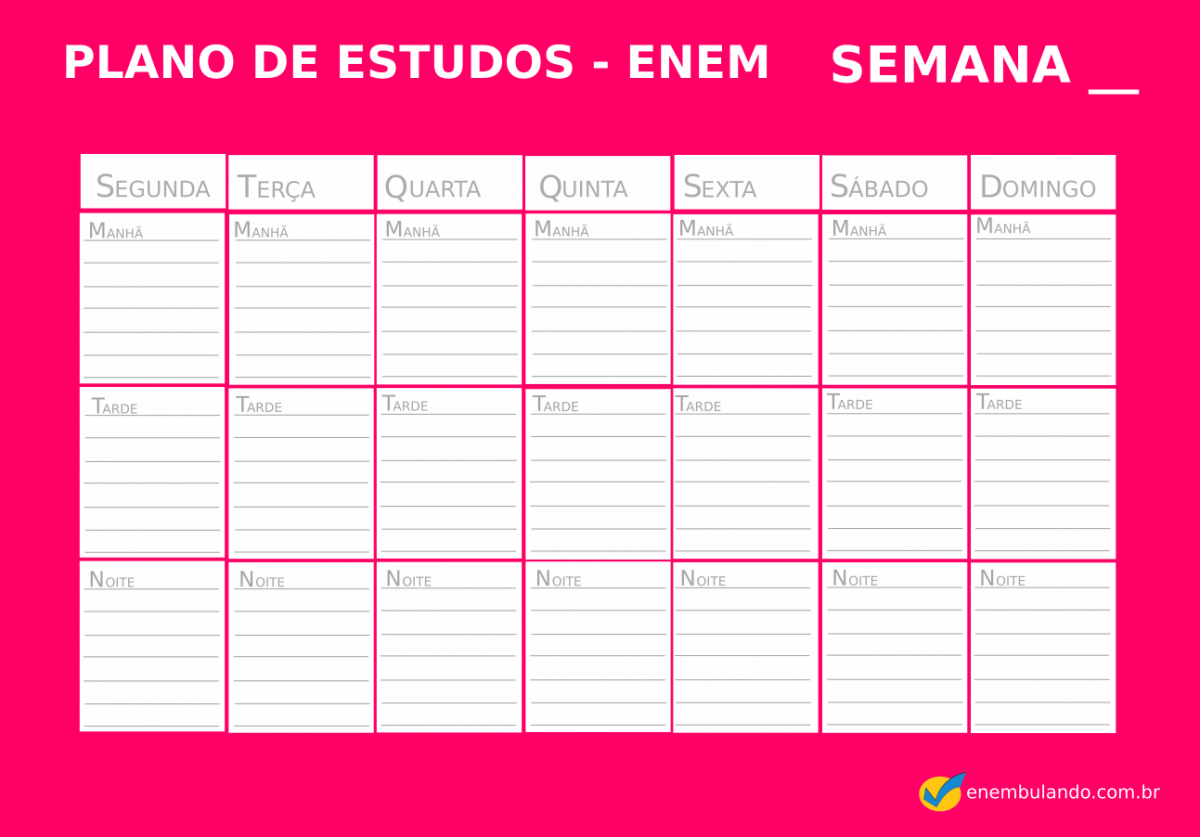 PLANO DE ESTUDOS - ENEM SEMANA __
SEGUNDA TERÇA QUARTA QUINTA SEXTA SÁBADO DOMINGO
MANHÃ MANHÃ MANHÃ MANHÃ MANHÃ MANHÃ MANHÃ
TARDE TARDE TARDE TARDE TARDE TARDE TARDE
NOITE NOITE NOITE NOITE NOITE NOITE NOITE
enembulando.com.br